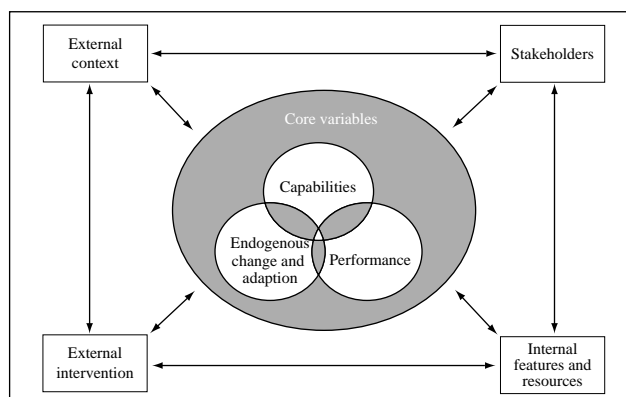 External
context
Stakeholders
Core variables
Capabilities
Endogenous
change and
adaption
Performance
External
intervention
Internal
features and
resources